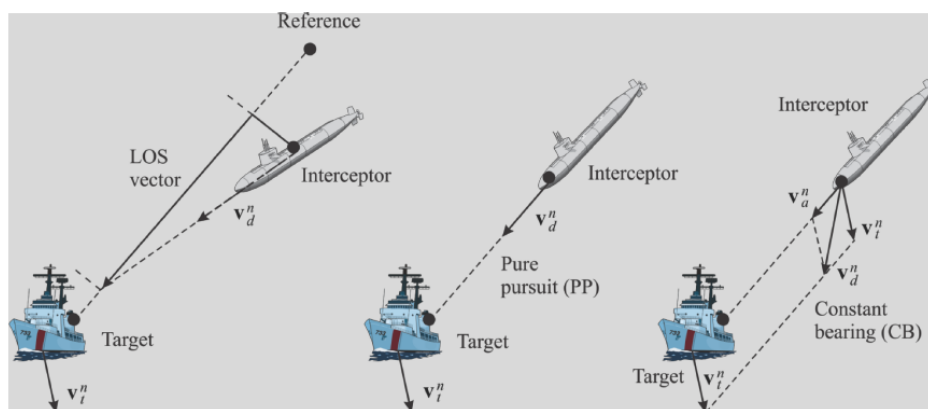 Reference
LOS
vector
Interceptor
v_d^n
Target
v_t^n
Interceptor
v_d^n
Pure
pursuit (PP)
Target
v_t^n
Interceptor
v_a^n
v_t^n
v_d^n
Constant
bearing (CB)
Target
v_t^n